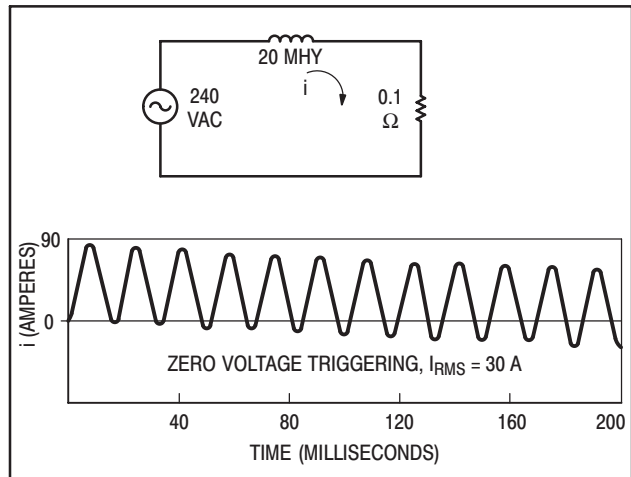 20 MHY
i
240
VAC
0.1
Ω
90
0
i (AMPERES)
ZERO VOLTAGE TRIGGERING, IRMS = 30 A
40
80
120
160
200
TIME (MILLISECONDS)